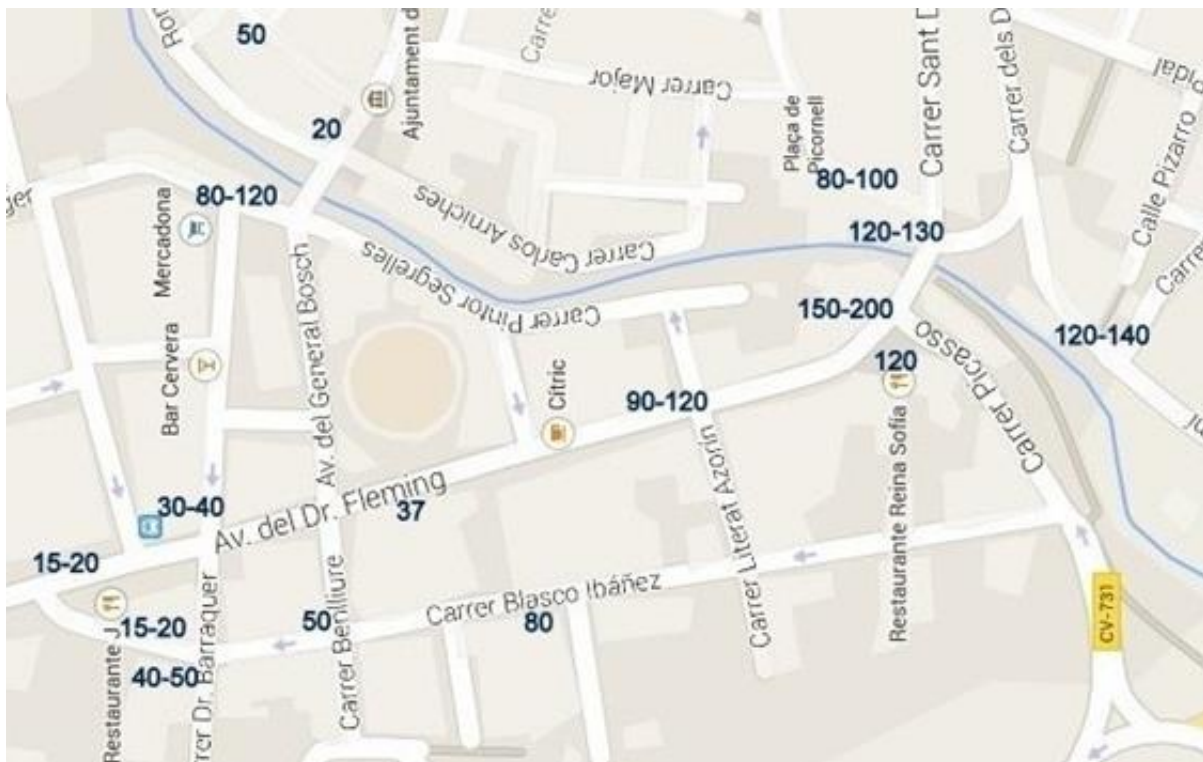 50
Ajuntament d
Carrer Major
Carrer Sant D
Carrer dels D
20
Plaça de
Picornell
80-100
Calle Pizarro
80-120
Mercadona
Carrer Carlos Arniches
120-130
Carrer Pintor Segrelles
Av. del General Bosch
150-200
120-140
Bar Cervera
Cítric
120
Carrer Picasso
90-120
Restaurante Reina Sofía
30-40
Av. del Dr. Fleming
37
Carrer Literat Azorín
15-20
Carrer Blasco Ibáñez
CV-731
15-20
50
80
Carrer Benlliure
40-50
Restaurante J
rrer Dr. Barraquer